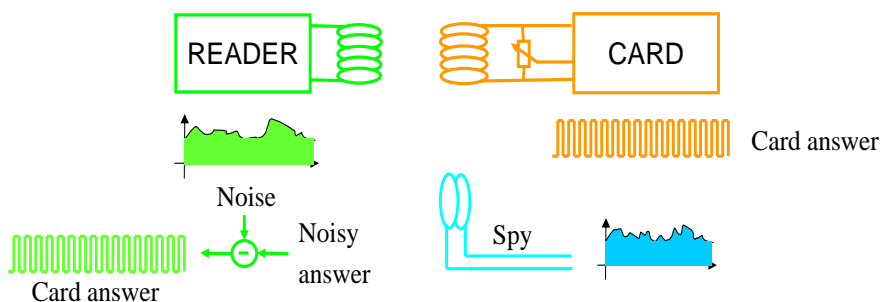 READER
CARD
Card answer
Noise
Noisy
answer
-
Spy
Card answer